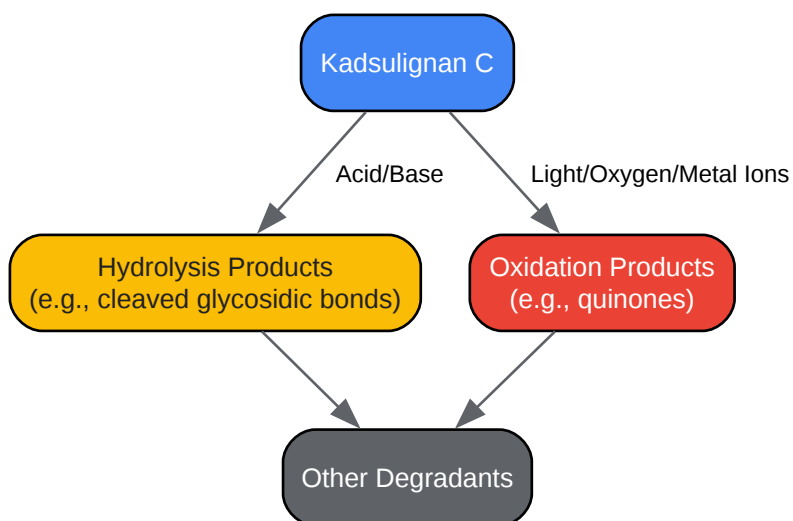 Kadsulignan C
Acid/Base
Light/Oxygen/Metal Ions
Hydrolysis Products
(e.g., cleaved glycosidic bonds)
Oxidation Products
(e.g., quinones)
Other Degradants